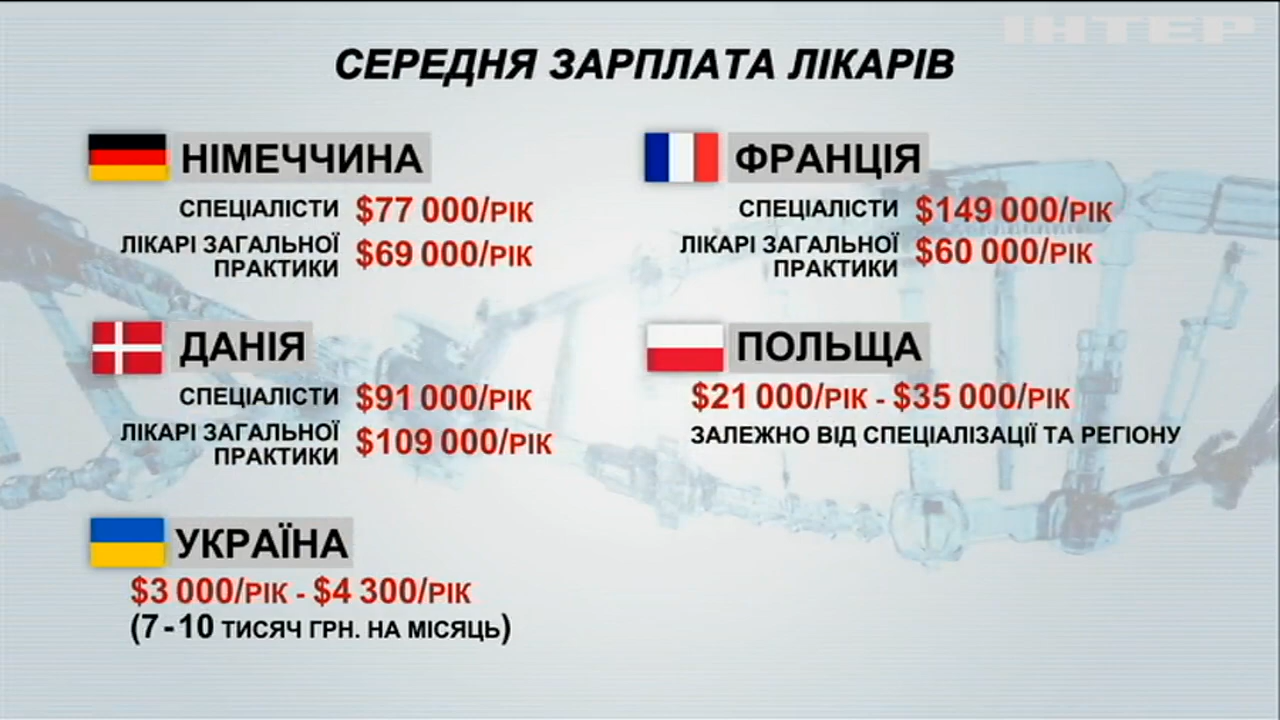 ІНТЕР
СЕРЕДНЯ ЗАРПЛАТА ЛІКАРІВ
НІМЕЧЧИНА
СПЕЦІАЛІСТИ $77 000/РІК
ЛІКАРІ ЗАГАЛЬНОЇ
ПРАКТИКИ $69 000/РІК
ФРАНЦІЯ
СПЕЦІАЛІСТИ $149 000/РІК
ЛІКАРІ ЗАГАЛЬНОЇ
ПРАКТИКИ $60 000/РІК
ДАНІЯ
СПЕЦІАЛІСТИ $91 000/РІК
ЛІКАРІ ЗАГАЛЬНОЇ
ПРАКТИКИ $109 000/РІК
ПОЛЬЩА
$21 000/РІК - $35 000/РІК
ЗАЛЕЖНО ВІД СПЕЦІАЛІЗАЦІЇ ТА РЕГІОНУ
УКРАЇНА
$3 000/РІК - $4 300/РІК
(7-10 ТИСЯЧ ГРН. НА МІСЯЦЬ)